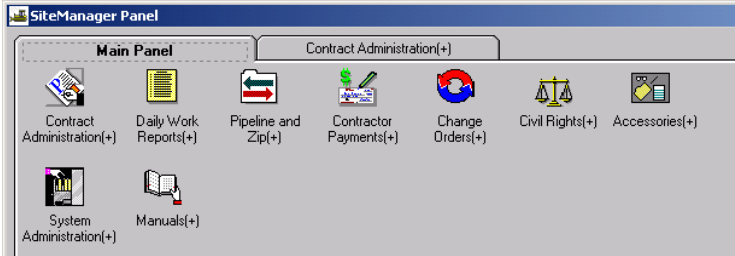 SiteManager Panel
Main Panel
Contract Administration(+)
Contract
Administration(+)
Daily Work
Reports(+)
Pipeline and
Zip(+)
Contractor
Payments(+)
Change
Orders(+)
Civil Rights(+)
Accessories(+)
System
Administration(+)
Manuals(+)